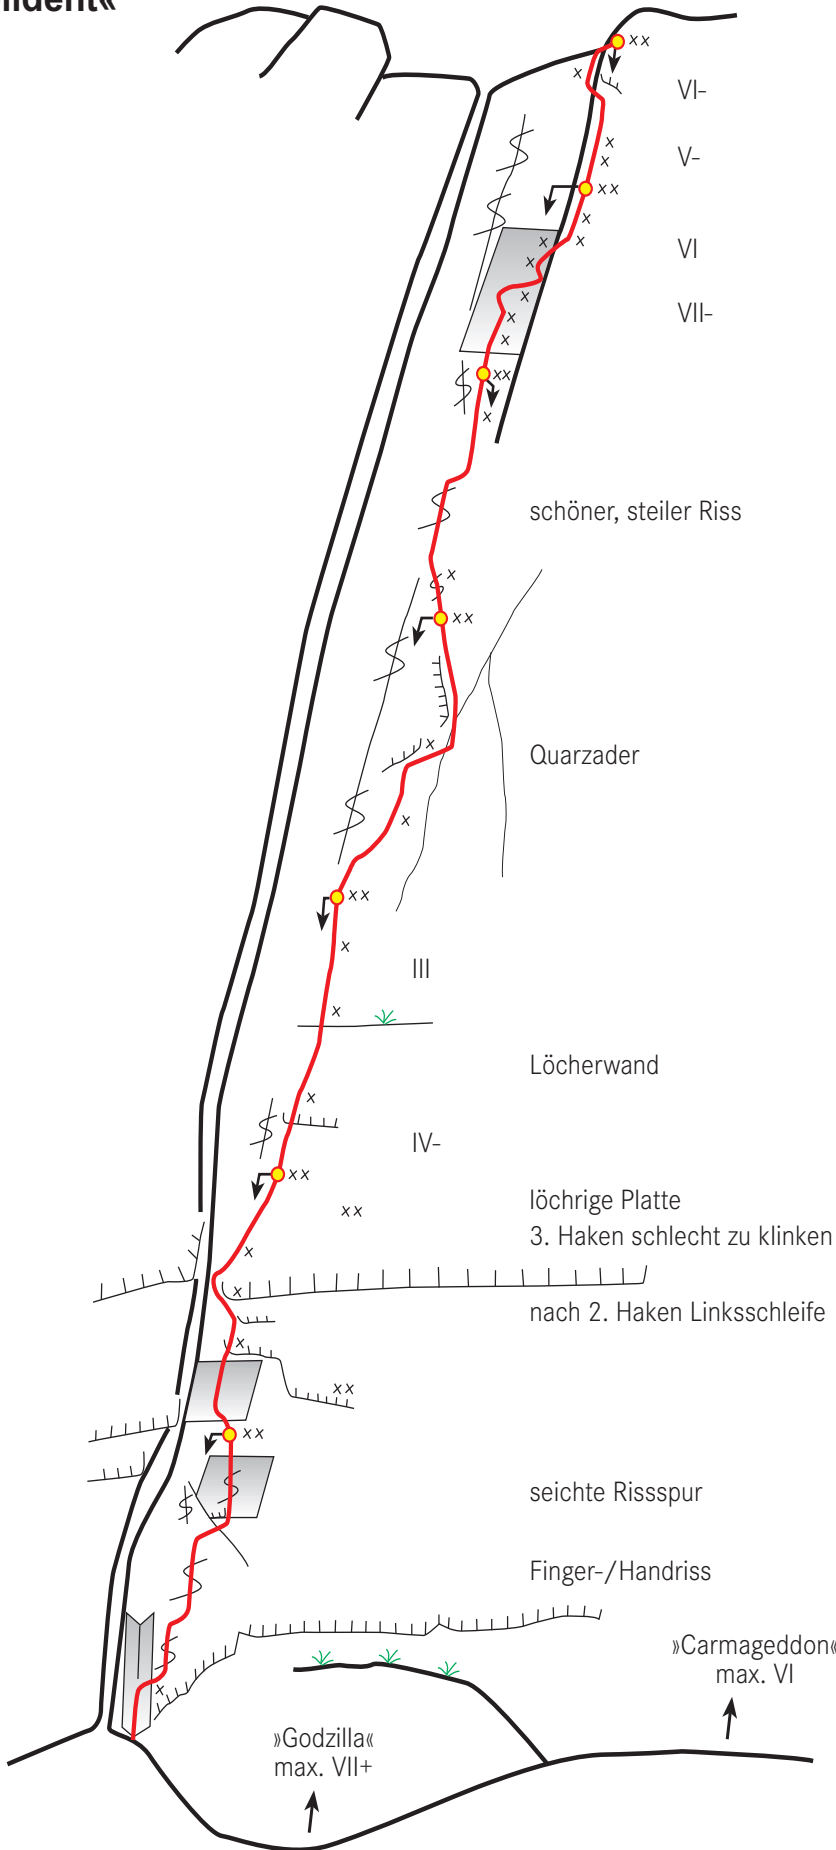 VI-
V-
VI
VII-
schöner, steiler Riss
Quarzader
III
Löcherwand
IV-
löchrige Platte
3. Haken schlecht zu klinken
nach 2. Haken Linksschleife
seichte Rissspur
Finger-/Handriss
»Carmageddon«
max. VI
»Godzilla«
max. VII+